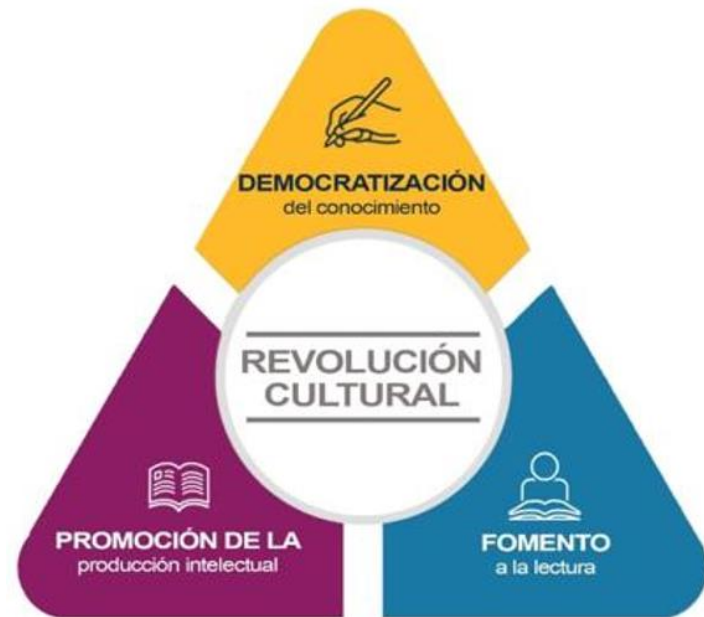 DEMOCRATIZACIÓN
del conocimiento
REVOLUCIÓN
CULTURAL
PROMOCIÓN DE LA
producción intelectual
FOMENTO
a la lectura